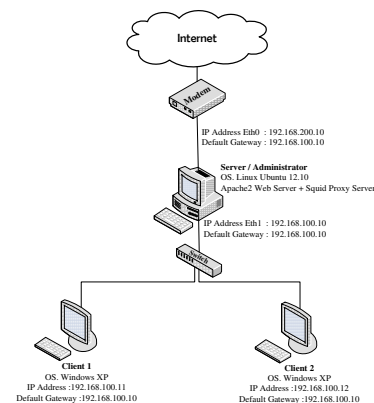 Internet
Modem
IP Address Eth0 : 192.168.200.10
Default Gateway : 192.168.100.10
Server / Administrator
OS. Linux Ubuntu 12.10
Apache2 Web Server + Squid Proxy Server
IP Address Eth1 : 192.168.100.10
Default Gateway : 192.168.100.10
Switch
Client 1
OS. Windows XP
IP Address :192.168.100.11
Default Gateway :192.168.100.10
Client 2
OS. Windows XP
IP Address :192.168.100.12
Default Gateway :192.168.100.10